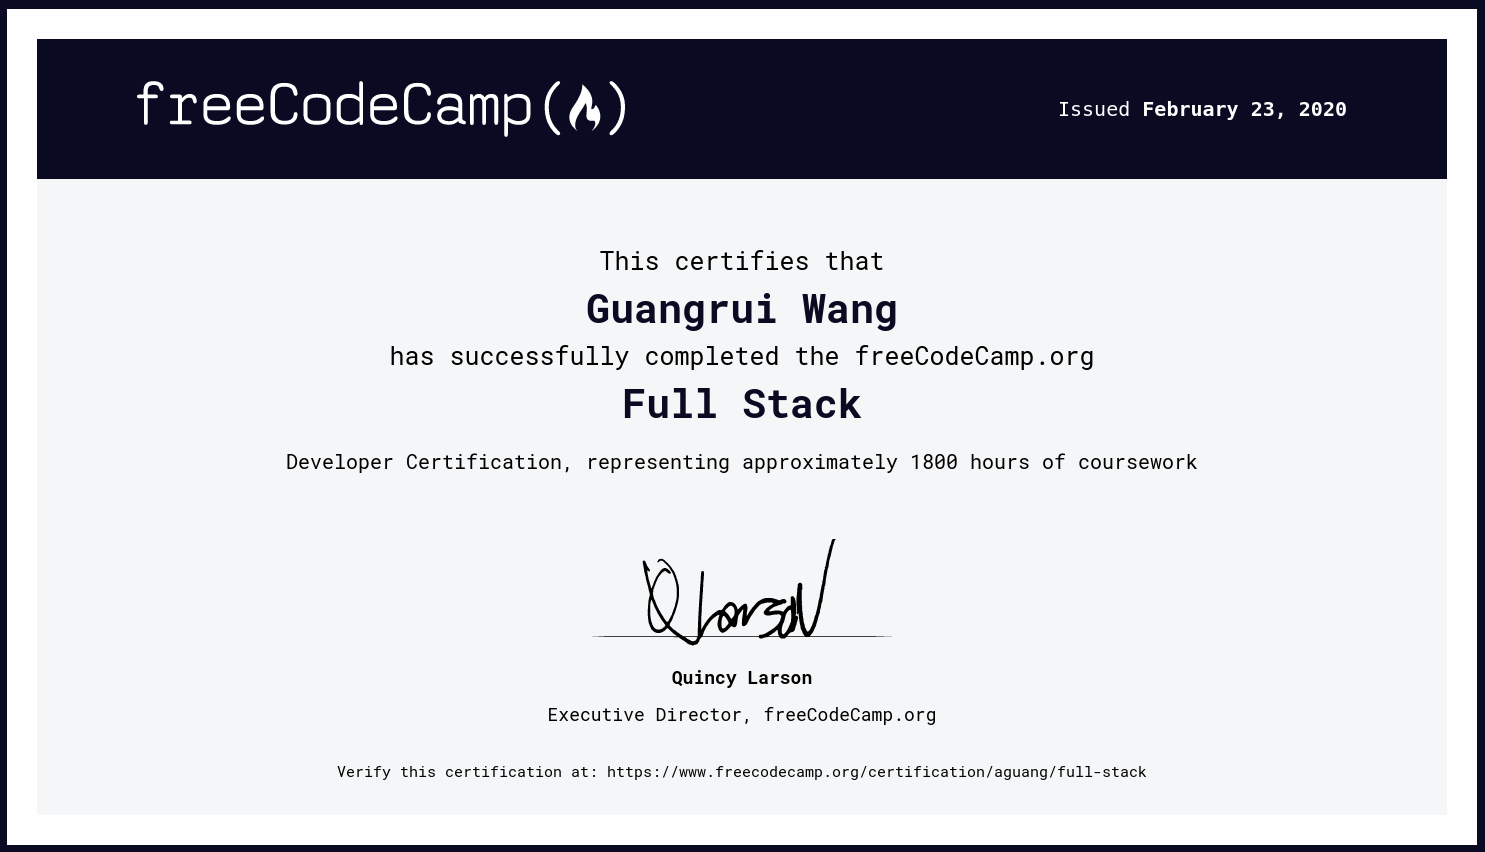 freeCodeCamp(🔥)
Issued February 23, 2020
This certifies that
Guangrui Wang
has successfully completed the freeCodeCamp.org
Full Stack
Developer Certification, representing approximately 1800 hours of coursework
Q Larson
Quincy Larson
Executive Director, freeCodeCamp.org
Verify this certification at: https://www.freecodecamp.org/certification/aguang/full-stack